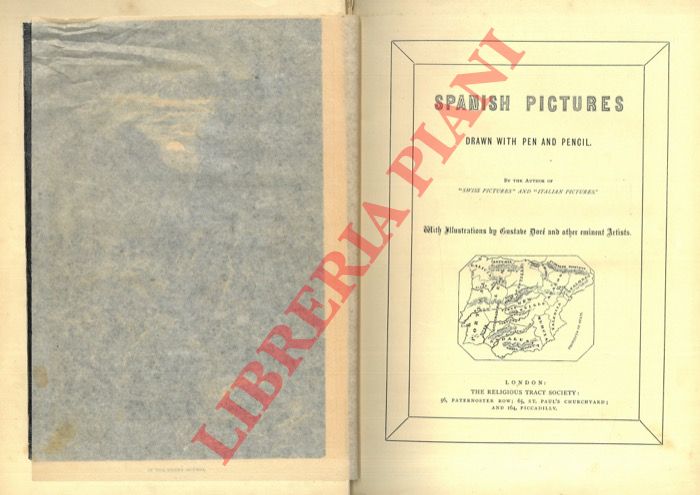 SPANISH PICTURES
DRAWN WITH PEN AND PENCIL.
BY THE AUTHOR OF
"SWISS PICTURES" AND "ITALIAN PICTURES."
With Illustrations by Gustave Doré and other eminent Artists.
LONDON:
THE RELIGIOUS TRACT SOCIETY:
56, PATERNOSTER ROW; 65, ST. PAUL'S CHURCHYARD;
AND 164, PICCADILLY.
LIBRERIA PIANI